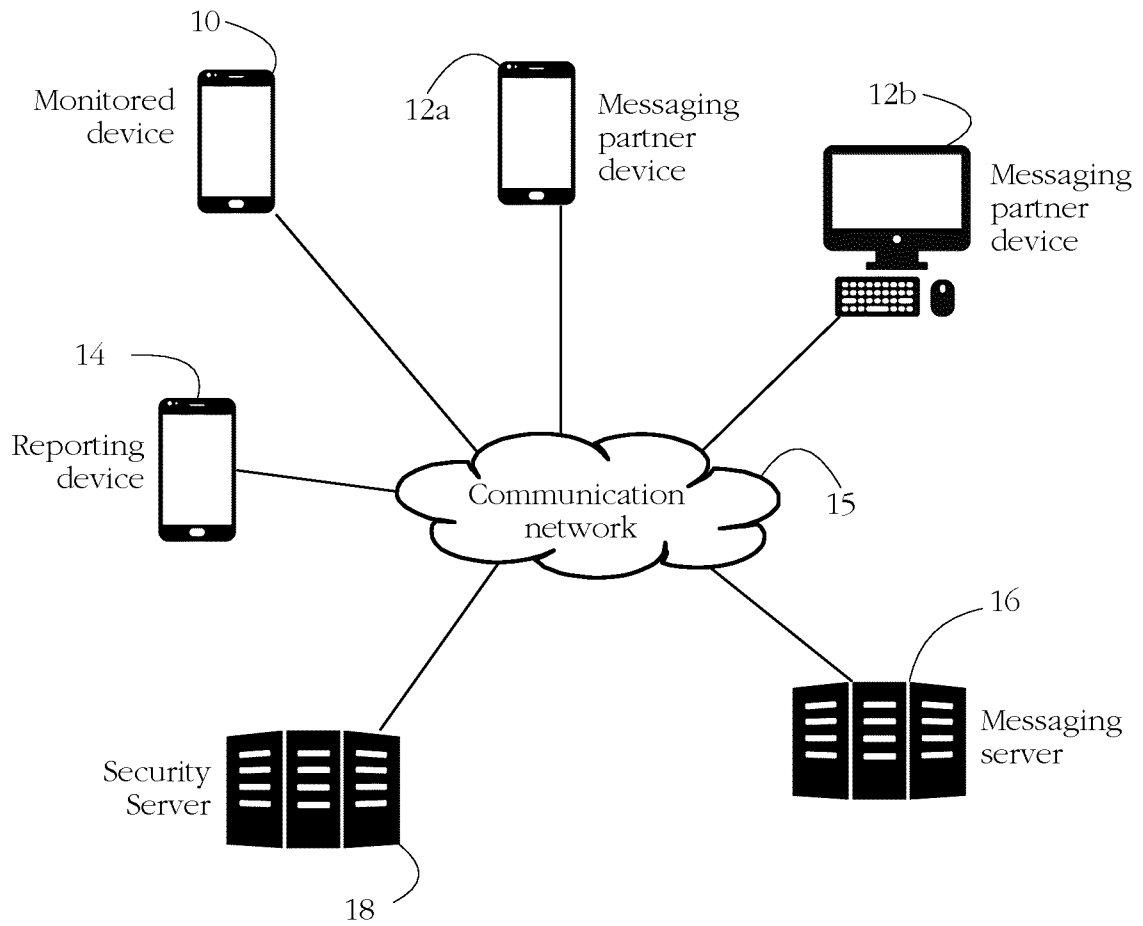 10
Monitored
device
12a
Messaging
partner
device
12b
Messaging
partner
device
14
Reporting
device
Communication
network
15
16
Messaging
server
Security
Server
18